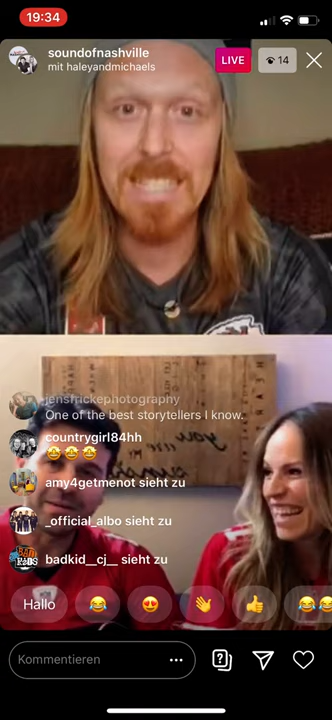 19:34
soundofnashville
mit haleyandmichaels
LIVE
14
jensfrickephotography
One of the best storytellers I know.
countrygirl84hh
🤩🤩🤩
amy4getmenot sieht zu
_official_albo sieht zu
badkid__cj__ sieht zu
Hallo 😂 😍 👋 👍 😂😂
Kommentieren